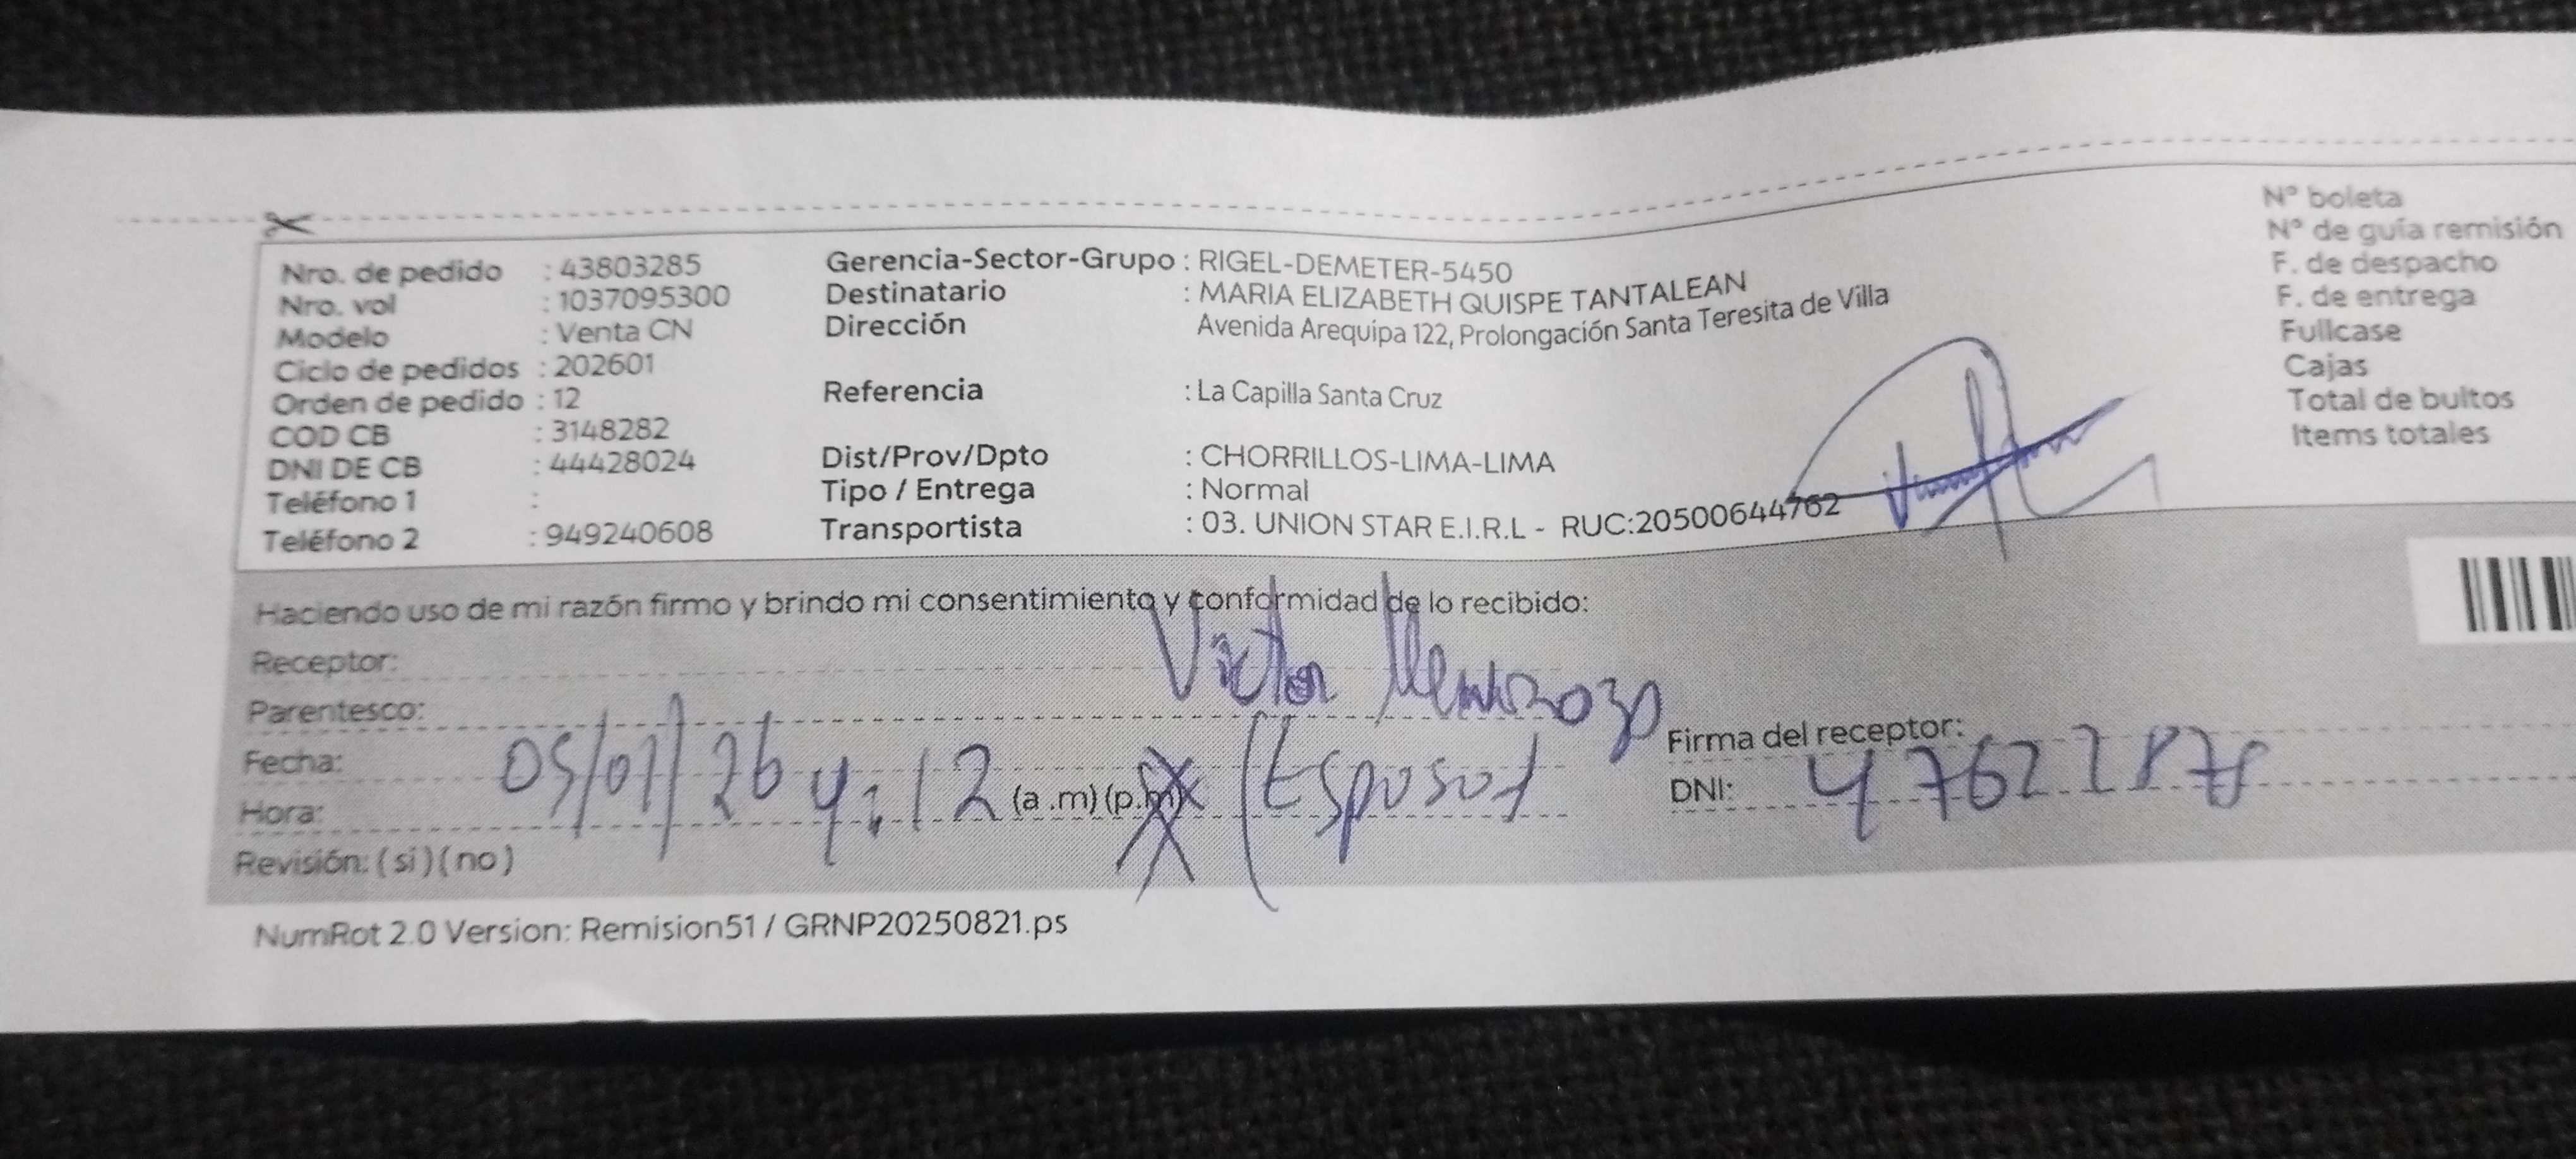 Nro. de pedido : 43803285
Nro. vol : 1037095300
Modelo : Venta CN
Ciclo de pedidos : 202601
Orden de pedido : 12
COD CB : 3148282
DNI DE CB : 44428024
Teléfono 1 :
Teléfono 2 : 949240608
Gerencia-Sector-Grupo : RIGEL-DEMETER-5450
Destinatario : MARIA ELIZABETH QUISPE TANTALEAN
Dirección Avenida Arequipa 122, Prolongación Santa Teresita de Villa
Referencia : La Capilla Santa Cruz
Dist/Prov/Dpto : CHORRILLOS-LIMA-LIMA
Tipo / Entrega : Normal
Transportista : 03. UNION STAR E.I.R.L - RUC:20500644762
N° boleta
N° de guía remisión
F. de despacho
F. de entrega
Fullcase
Cajas
Total de bultos
Items totales
Haciendo uso de mi razón firmo y brindo mi consentimiento y conformidad de lo recibido:
Receptor: Victor
Parentesco:
Fecha: 05/01/26
Hora: 4:12 (a .m) (p.m) (Esposo)
Revisión: ( si ) ( no )
Firma del receptor:
DNI:
NumRot 2.0 Version: Remision51 / GRNP20250821.ps